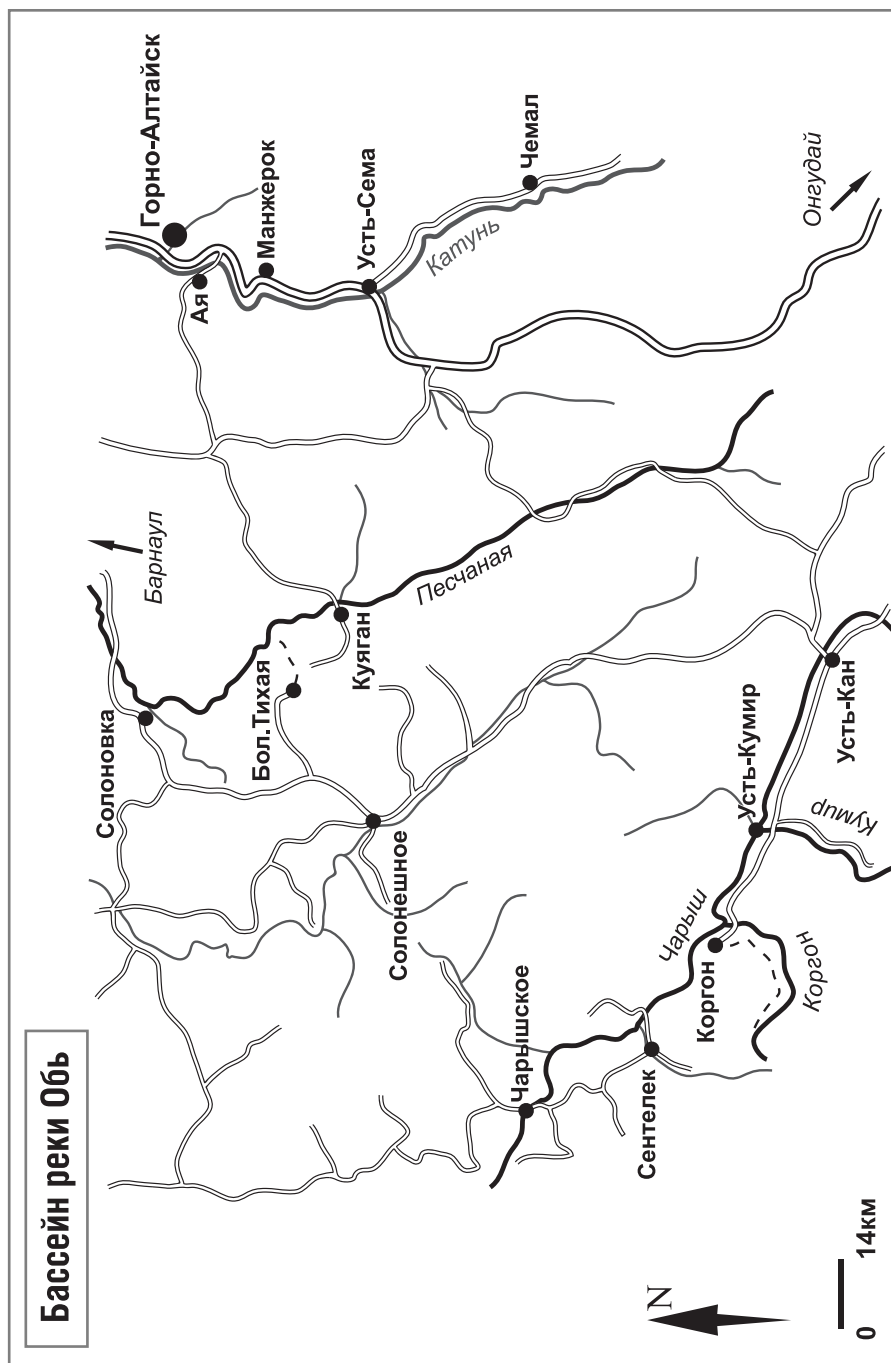 Бассейн реки Обь
Горно-Алтайск
Ая
Манжерок
Усть-Сема
Катунь
Чемал
Онгудай
Барнаул
Солоновка
Бол.Тихая
Куяган
Песчаная
Солонешное
Чарышское
Сентелек
Чарыш
Коргон
Коргон
Усть-Кумир
Кумир
Усть-Кан
N
0 14км